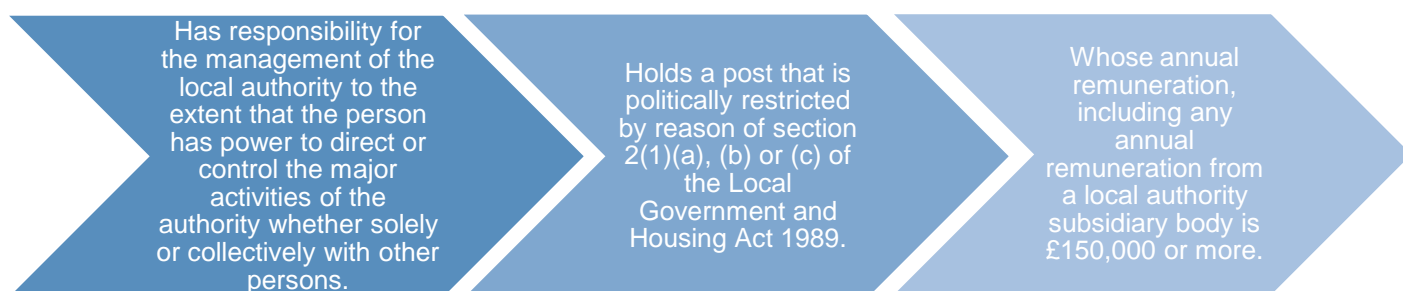 Has responsibility for
the management of the
local authority to the
extent that the person
has power to direct or
control the major
activities of the
authority whether solely
or collectively with other
persons.
Holds a post that is
politically restricted
by reason of section
2(1)(a), (b) or (c) of
the Local
Government and
Housing Act 1989.
Whose annual
remuneration,
including any
annual
remuneration from
a local authority
subsidiary body is
£150,000 or more.